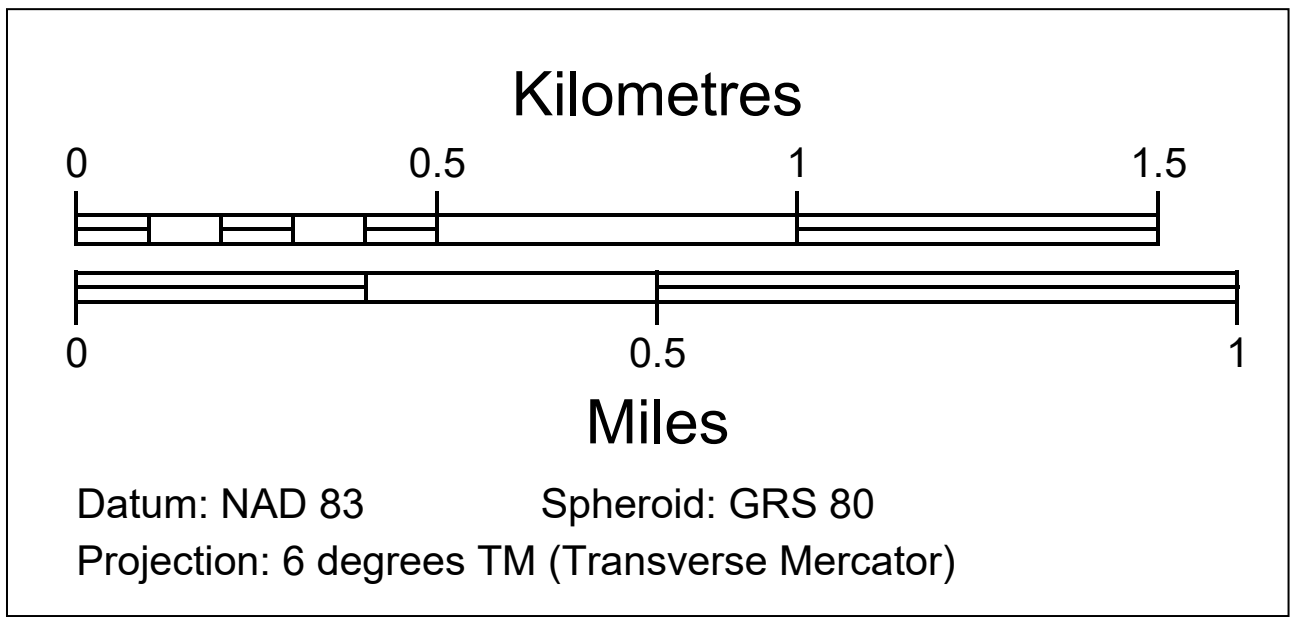 Kilometres
0 0.5 1 1.5
0 0.5 1
Miles
Datum: NAD 83 Spheroid: GRS 80
Projection: 6 degrees TM (Transverse Mercator)